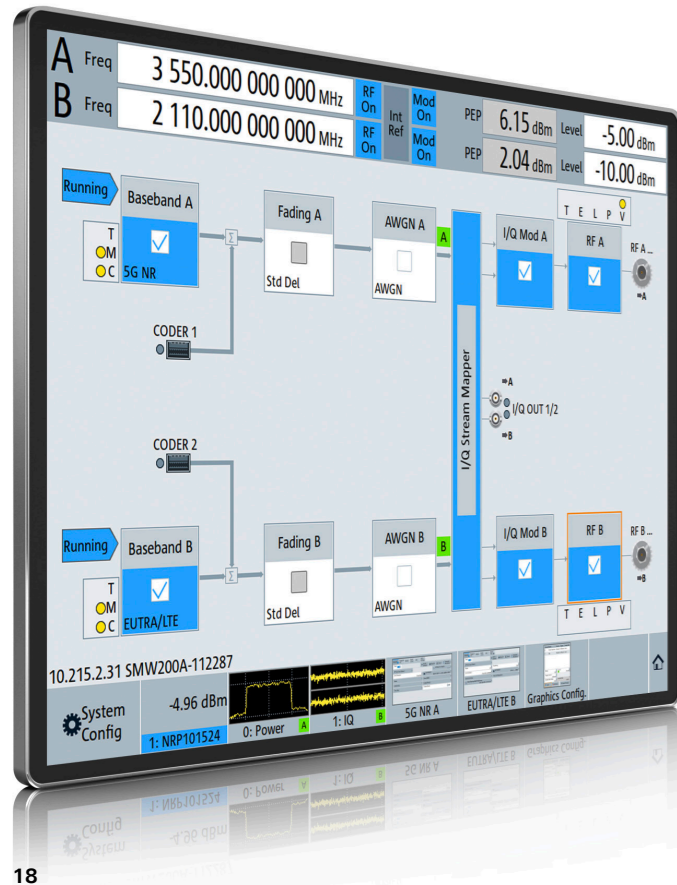 A Freq 3 550.000 000 000 MHz RF On Int Ref Mod On PEP 6.15 dBm Level -5.00 dBm
B Freq 2 110.000 000 000 MHz RF On Mod On PEP 2.04 dBm Level -10.00 dBm
Running
Baseband A
T
M
C
5G NR
Σ
Fading A
Std Del
AWGN A
A
AWGN
I/Q Mod A
T E L P V
RF A
RF A ...
⇒A
CODER 1
I/Q Stream Mapper
⇒A
I/Q OUT 1/2
⇒B
CODER 2
Running
Baseband B
T
M
C
EUTRA/LTE
Σ
Fading B
Std Del
AWGN B
B
AWGN
I/Q Mod B
RF B
RF B ...
⇒B
T E L P V
10.215.2.31 SMW200A-112287
System Config
-4.96 dBm
1: NRP101524
0: Power A
1: IQ B
5G NR A
EUTRA/LTE B
Graphics Config.
18